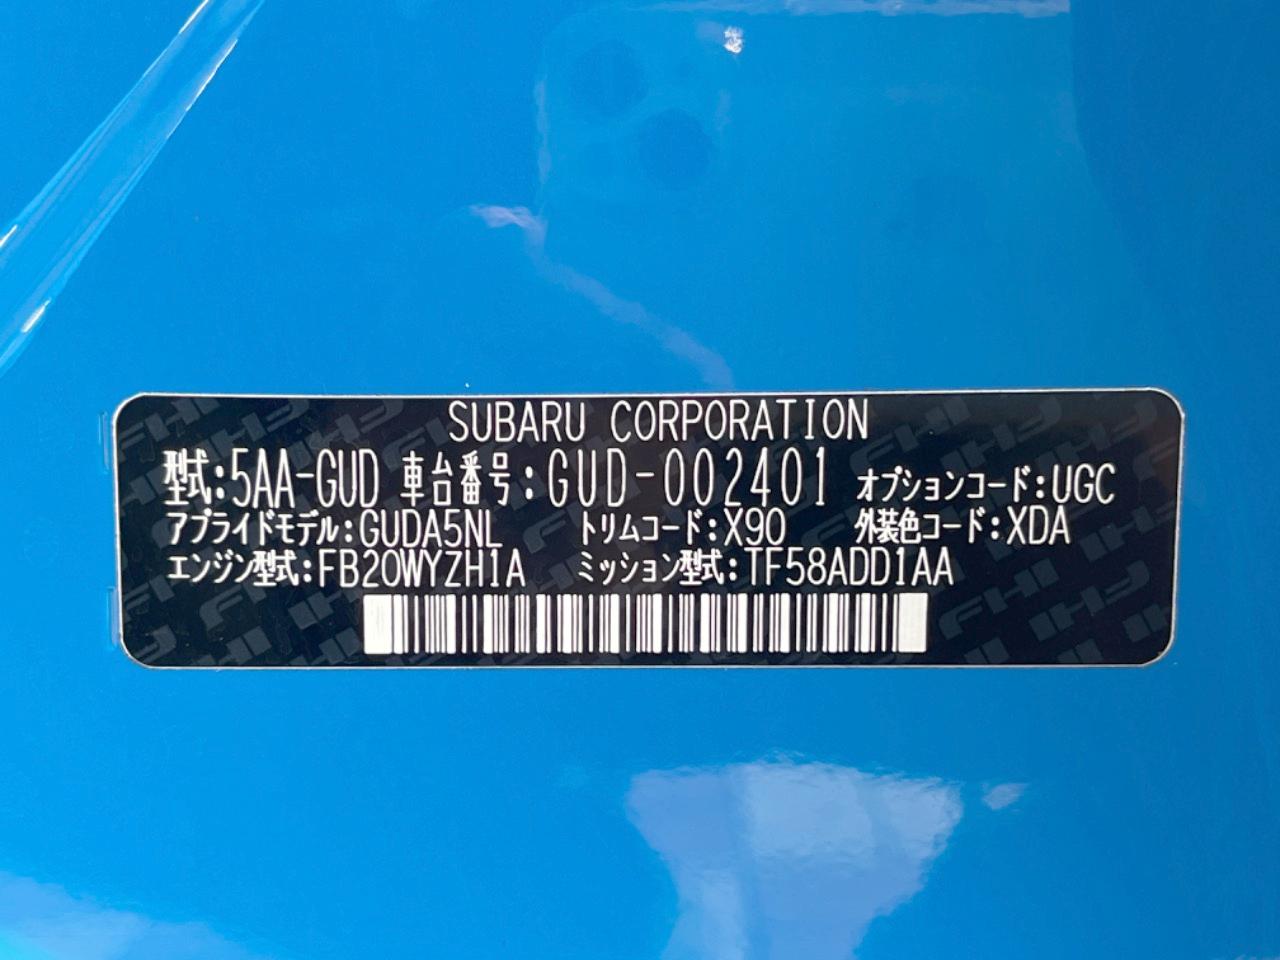 SUBARU CORPORATION
型式:5AA-GUD 車台番号:GUD-002401 オプションコード:UGC
アプライドモデル:GUDA5NL トリムコード:X90 外装色コード:XDA
エンジン型式:FB20WYZH1A ミッション型式:TF58ADD1AA